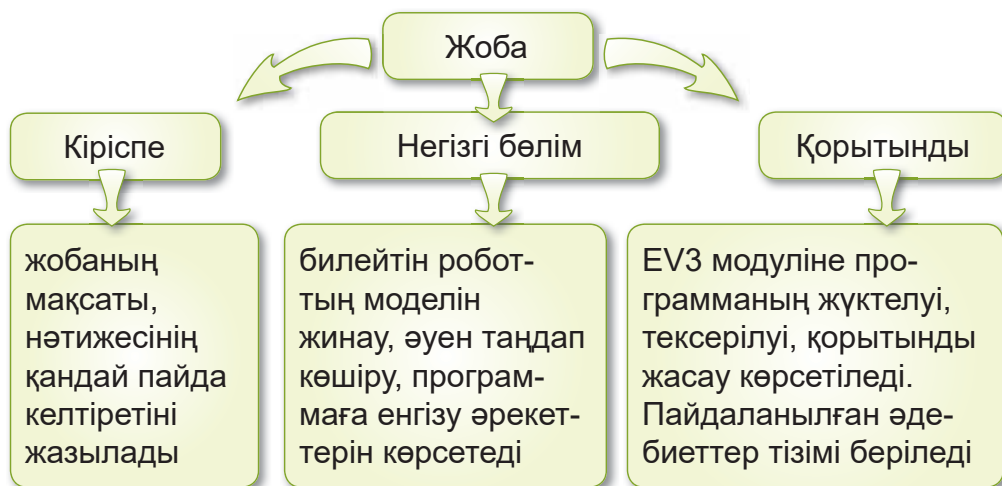 Жоба
Кіріспе
Негізгі бөлім
Қорытынды
жобаның
мақсаты,
нәтижесінің
қандай пайда
келтіретіні
жазылады
билейтін робот-
тың моделін
жинау, әуен таңдап
көшіру, програм-
маға енгізу әрекет-
терін көрсетеді
EV3 модуліне про-
грамманың жүктелуі,
тексерілуі, қорытынды
жасау көрсетіледі.
Пайдаланылған әде-
биеттер тізімі беріледі